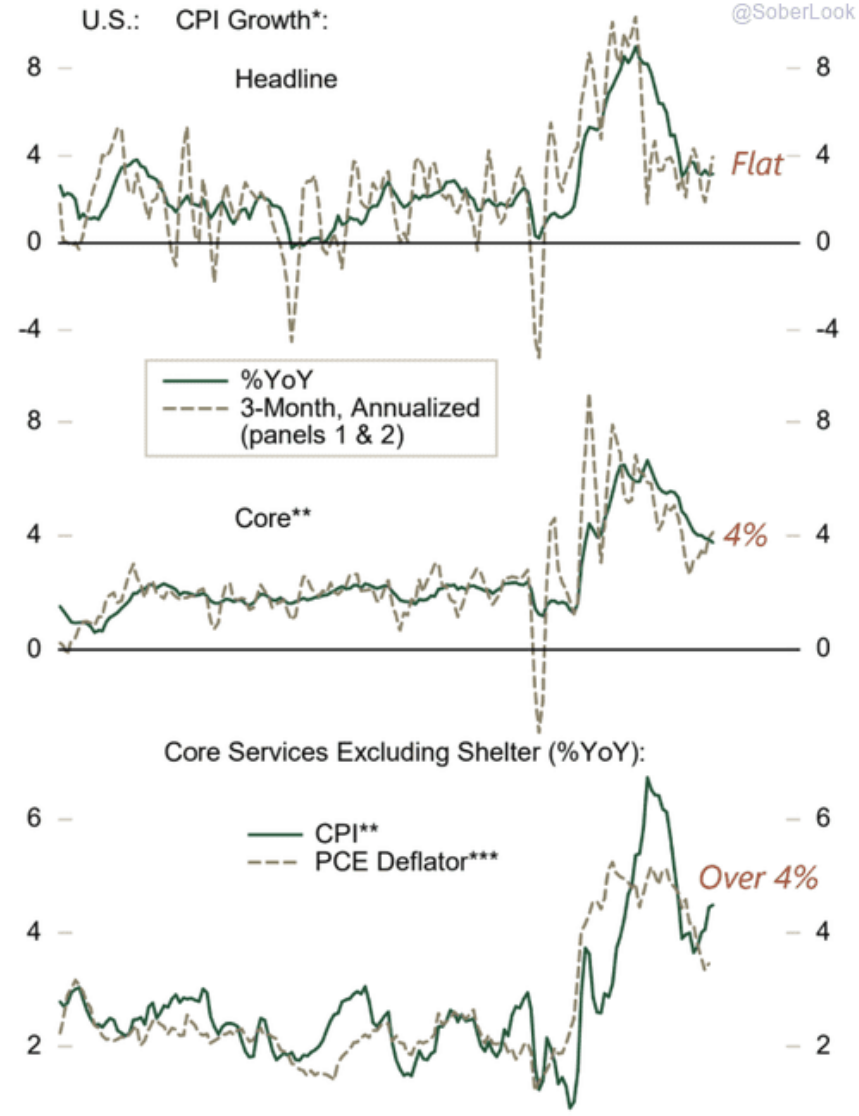 @SoberLook
U.S.: CPI Growth*:
Headline
8 8
4 Flat 4
0 0
-4 -4
%YoY
3-Month, Annualized
(panels 1 & 2)
8 8
Core**
4 4% 4
0 0
Core Services Excluding Shelter (%YoY):
6 6
CPI**
PCE Deflator***
Over 4%
4 4
2 2